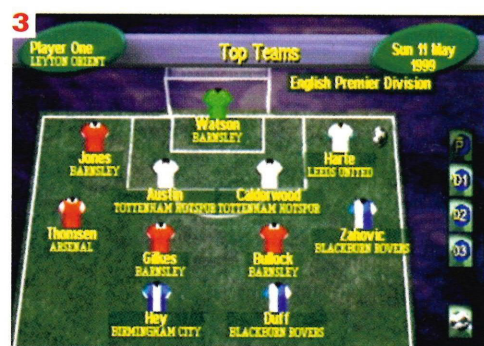 3
Player One
LEYTON ORIENT
Top Teams
Sun 11 May
1999
English Premier Division
Watson
BARNSLEY
Jones
BARNSLEY
Harte
LEEDS UNITED
Austin
TOTTENHAM HOTSPUR
Calderwood
TOTTENHAM HOTSPUR
Thomsen
ARSENAL
Zahovic
BLACKBURN ROVERS
Gilkes
BARNSLEY
Bullock
BARNSLEY
Hey
BIRMINGHAM CITY
Duff
BLACKBURN ROVERS
P
D1
D2
D3